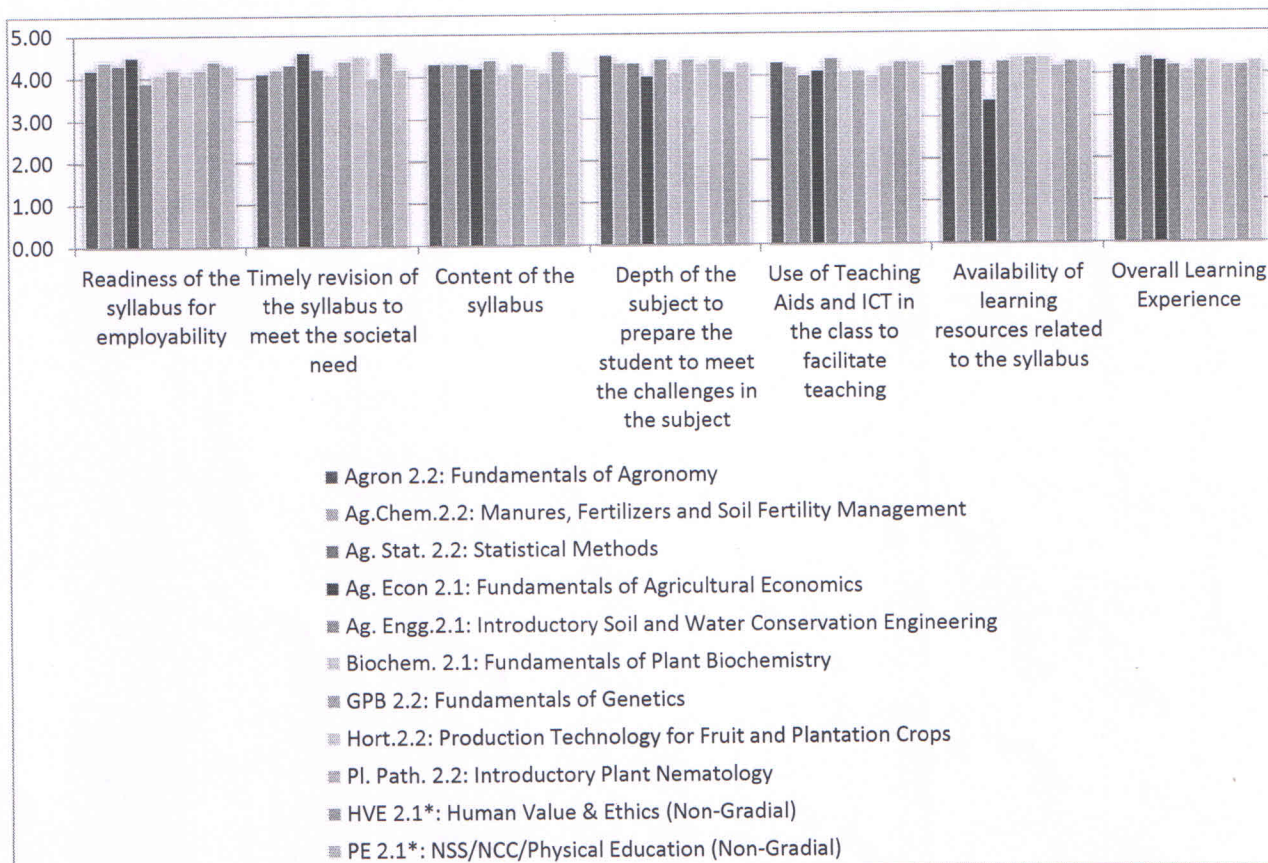 5.00
4.00
3.00
2.00
1.00
0.00
Readiness of the syllabus for employability
Timely revision of the syllabus to meet the societal need
Content of the syllabus
Depth of the subject to prepare the student to meet the challenges in the subject
Use of Teaching Aids and ICT in the class to facilitate teaching
Availability of learning resources related to the syllabus
Overall Learning Experience
Agron 2.2: Fundamentals of Agronomy
Ag.Chem.2.2: Manures, Fertilizers and Soil Fertility Management
Ag. Stat. 2.2: Statistical Methods
Ag. Econ 2.1: Fundamentals of Agricultural Economics
Ag. Engg.2.1: Introductory Soil and Water Conservation Engineering
Biochem. 2.1: Fundamentals of Plant Biochemistry
GPB 2.2: Fundamentals of Genetics
Hort.2.2: Production Technology for Fruit and Plantation Crops
Pl. Path. 2.2: Introductory Plant Nematology
HVE 2.1*: Human Value & Ethics (Non-Gradial)
PE 2.1*: NSS/NCC/Physical Education (Non-Gradial)